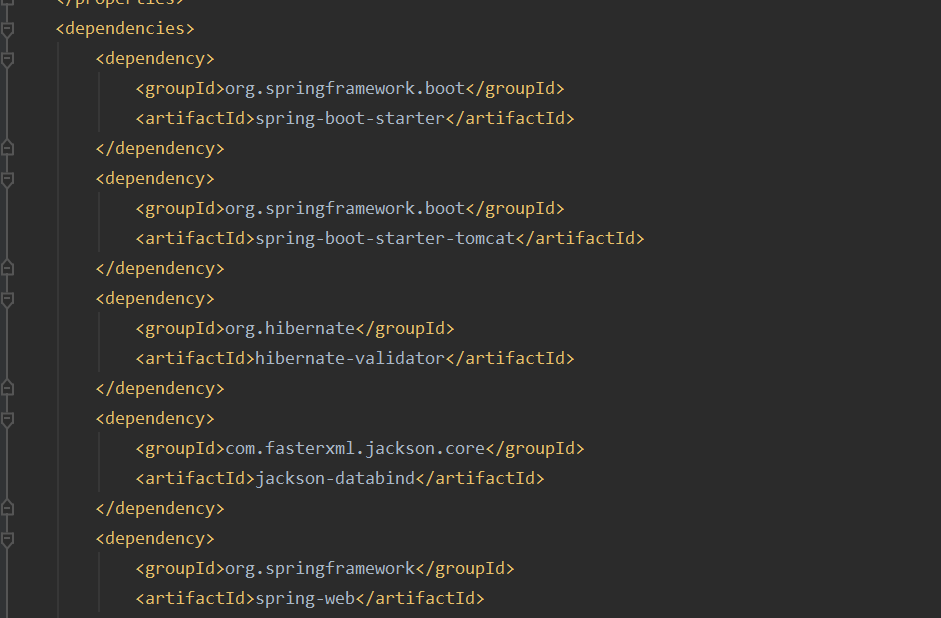 </properties>
<dependencies>
<dependency>
<groupId>org.springframework.boot</groupId>
<artifactId>spring-boot-starter</artifactId>
</dependency>
<dependency>
<groupId>org.springframework.boot</groupId>
<artifactId>spring-boot-starter-tomcat</artifactId>
</dependency>
<dependency>
<groupId>org.hibernate</groupId>
<artifactId>hibernate-validator</artifactId>
</dependency>
<dependency>
<groupId>com.fasterxml.jackson.core</groupId>
<artifactId>jackson-databind</artifactId>
</dependency>
<dependency>
<groupId>org.springframework</groupId>
<artifactId>spring-web</artifactId>